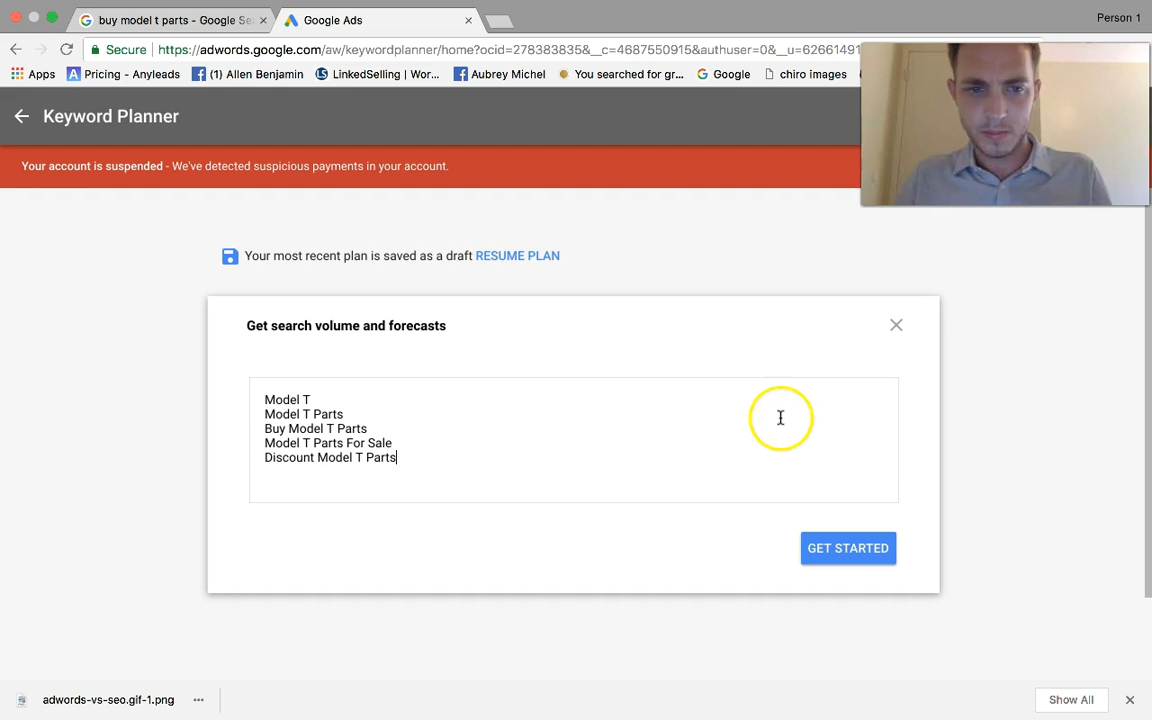 buy model t parts - Google Se
Google Ads
Person 1
Secure
https://adwords.google.com/aw/keywordplanner/home?ocid=278383835&__c=4687550915&authuser=0&__u=62661491
Apps
Pricing - Anyleads
(1) Allen Benjamin
LinkedSelling | Wor...
Aubrey Michel
You searched for gr...
Google
chiro images
Keyword Planner
Your account is suspended - We've detected suspicious payments in your account.
Your most recent plan is saved as a draft RESUME PLAN
Get search volume and forecasts
Model T
Model T Parts
Buy Model T Parts
Model T Parts For Sale
Discount Model T Parts
GET STARTED
adwords-vs-seo.gif-1.png
Show All